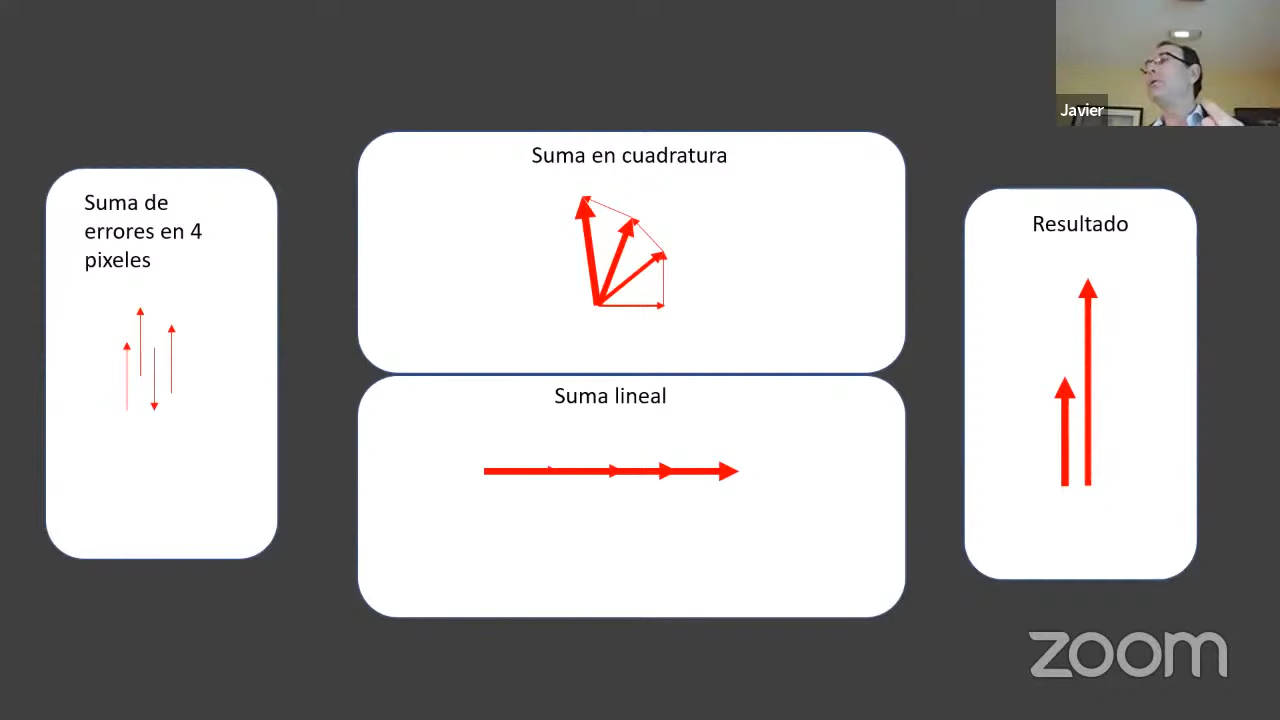 Javier
Suma de
errores en 4
pixeles
Suma en cuadratura
Suma lineal
Resultado
zoom